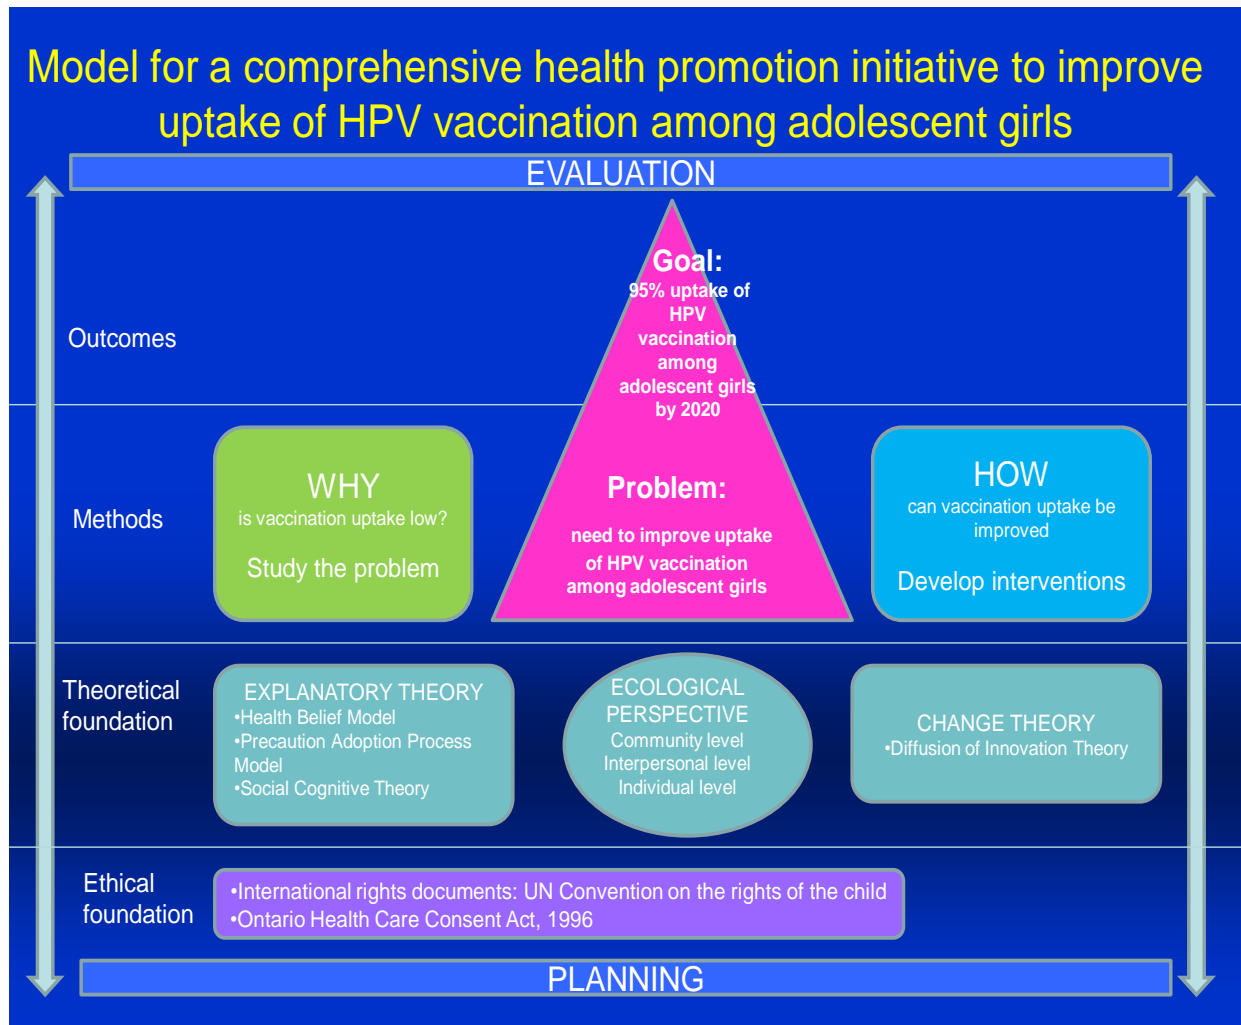 Model for a comprehensive health promotion initiative to improve
uptake of HPV vaccination among adolescent girls
EVALUATION
Outcomes
Goal:
95% uptake of
HPV
vaccination
among
adolescent girls
by 2020
Methods
WHY
is vaccination uptake low?
Study the problem
Problem:
need to improve uptake
of HPV vaccination
among adolescent girls
HOW
can vaccination uptake be
improved
Develop interventions
Theoretical
foundation
EXPLANATORY THEORY
•Health Belief Model
•Precaution Adoption Process
Model
•Social Cognitive Theory
ECOLOGICAL
PERSPECTIVE
Community level
Interpersonal level
Individual level
CHANGE THEORY
•Diffusion of Innovation Theory
Ethical
foundation
•International rights documents: UN Convention on the rights of the child
•Ontario Health Care Consent Act, 1996
PLANNING